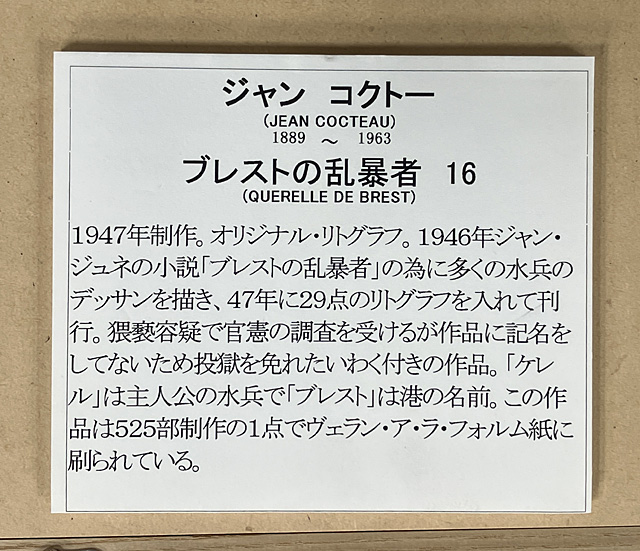 ジャン　コクトー
(JEAN COCTEAU)
1889　～　1963
ブレストの乱暴者　16
(QUERELLE DE BREST)
1947年制作。オリジナル・リトグラフ。1946年ジャン・
ジュネの小説「ブレストの乱暴者」の為に多くの水兵の
デッサンを描き、47年に29点のリトグラフを入れて刊
行。猥褻容疑で官憲の調査を受けるが作品に記名を
してないため投獄を免れたいわく付きの作品。「ケレ
ル」は主人公の水兵で「ブレスト」は港の名前。この作
品は525部制作の1点でヴェラン・ア・ラ・フォルム紙に
刷られている。